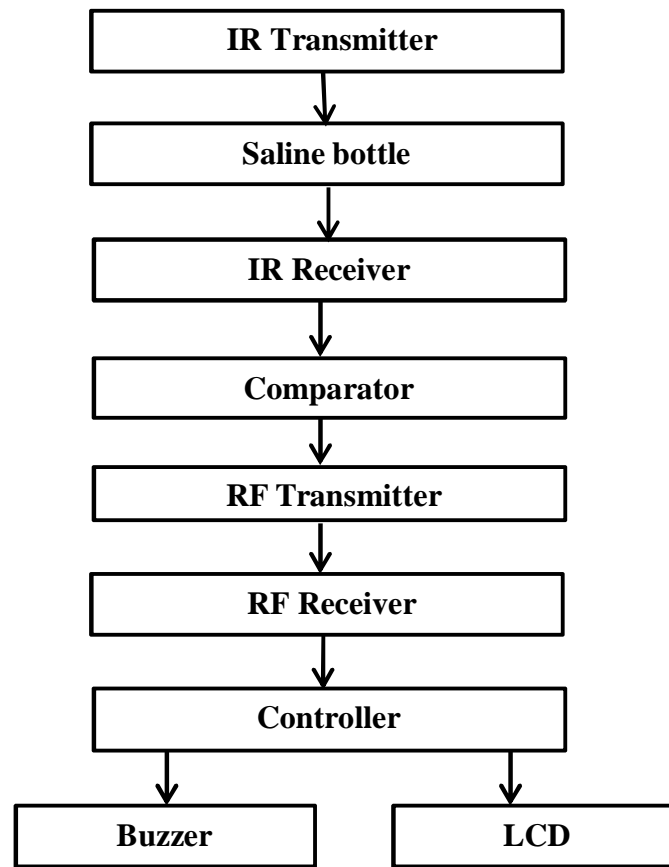 IR Transmitter
Saline bottle
IR Receiver
Comparator
RF Transmitter
RF Receiver
Controller
Buzzer
LCD